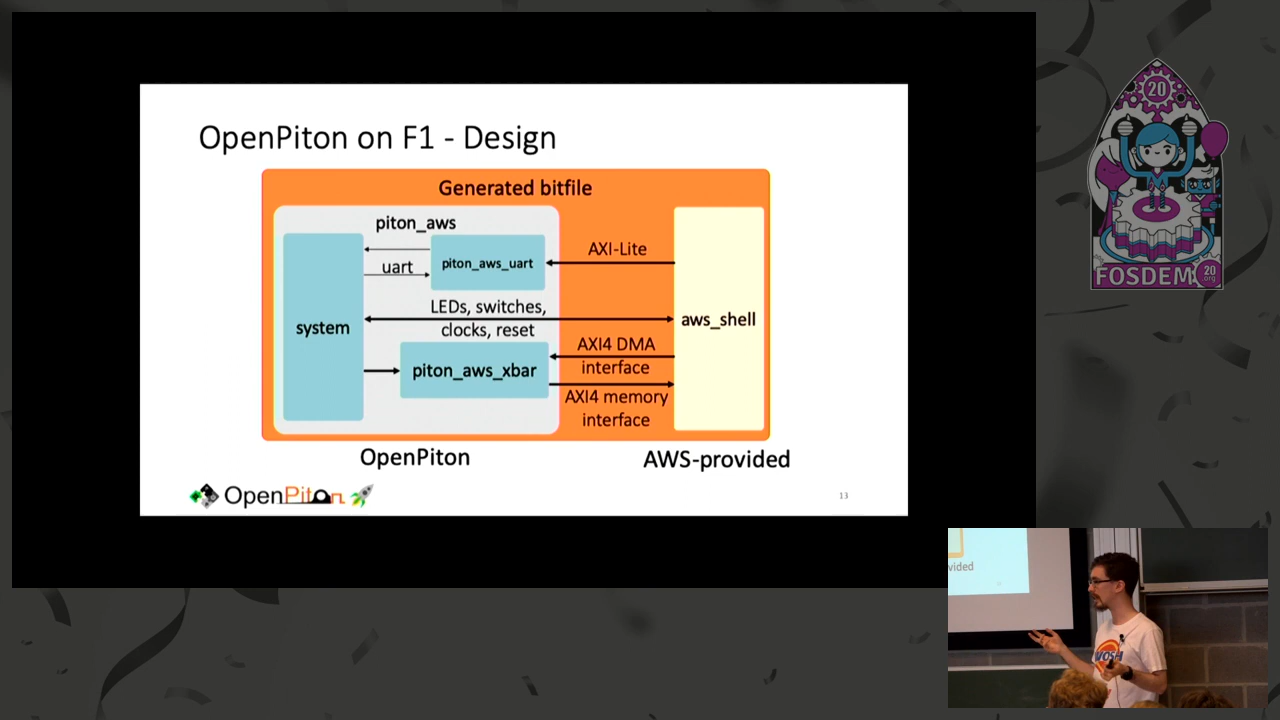 OpenPiton on F1 - Design
Generated bitfile
piton_aws
uart
piton_aws_uart
AXI-Lite
LEDs, switches,
clocks, reset
system
aws_shell
AXI4 DMA
interface
piton_aws_xbar
AXI4 memory
interface
OpenPiton
AWS-provided
OpenPiton
13
20
FOSDEM
20
.org
vided